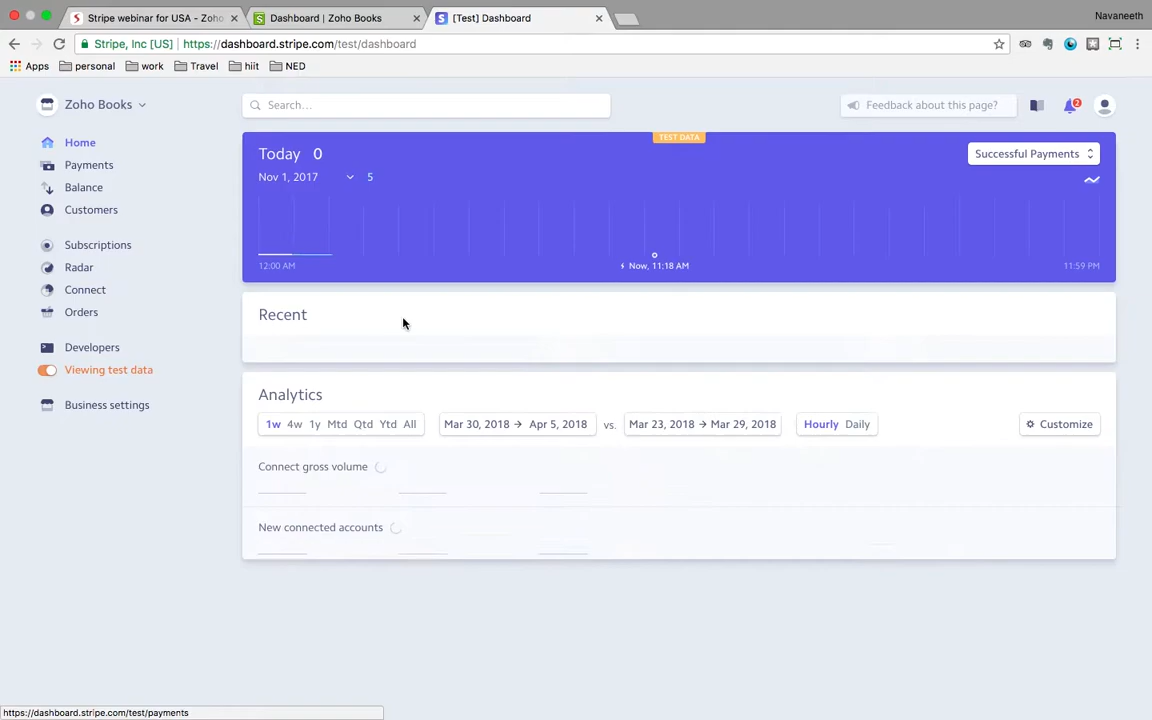 Stripe webinar for USA - Zoho
Dashboard | Zoho Books
[Test] Dashboard
Navaneeth
Stripe, Inc [US]
https://dashboard.stripe.com/test/dashboard
Apps
personal
work
Travel
hiit
NED
Zoho Books
Search…
Feedback about this page?
2
Home
Payments
Balance
Customers
Subscriptions
Radar
Connect
Orders
Developers
Viewing test data
Business settings
TEST DATA
Today 0
Successful Payments
Nov 1, 2017
5
12:00 AM
Now, 11:18 AM
11:59 PM
Recent
Analytics
1w 4w 1y Mtd Qtd Ytd All
Mar 30, 2018 → Apr 5, 2018
vs.
Mar 23, 2018 → Mar 29, 2018
Hourly Daily
Customize
Connect gross volume
New connected accounts
https://dashboard.stripe.com/test/payments